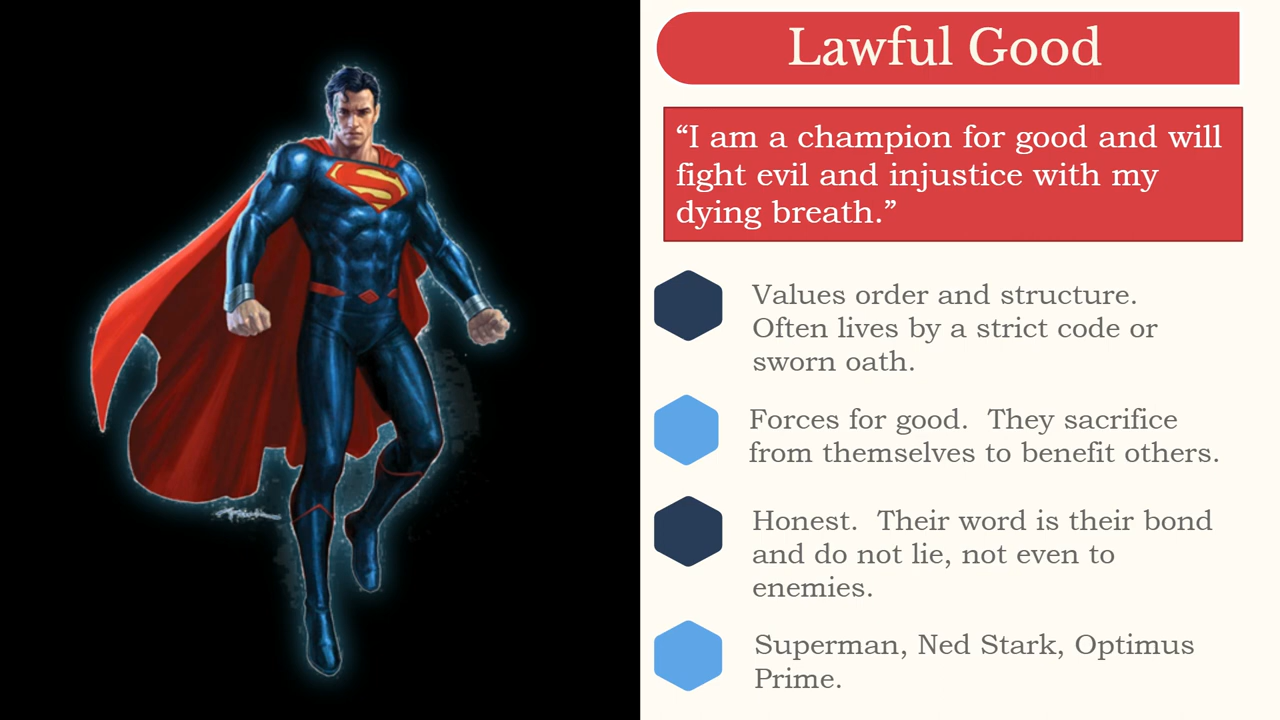 Lawful Good
“I am a champion for good and will
fight evil and injustice with my
dying breath.”
Values order and structure.
Often lives by a strict code or
sworn oath.
Forces for good.  They sacrifice
from themselves to benefit others.
Honest.  Their word is their bond
and do not lie, not even to
enemies.
Superman, Ned Stark, Optimus
Prime.